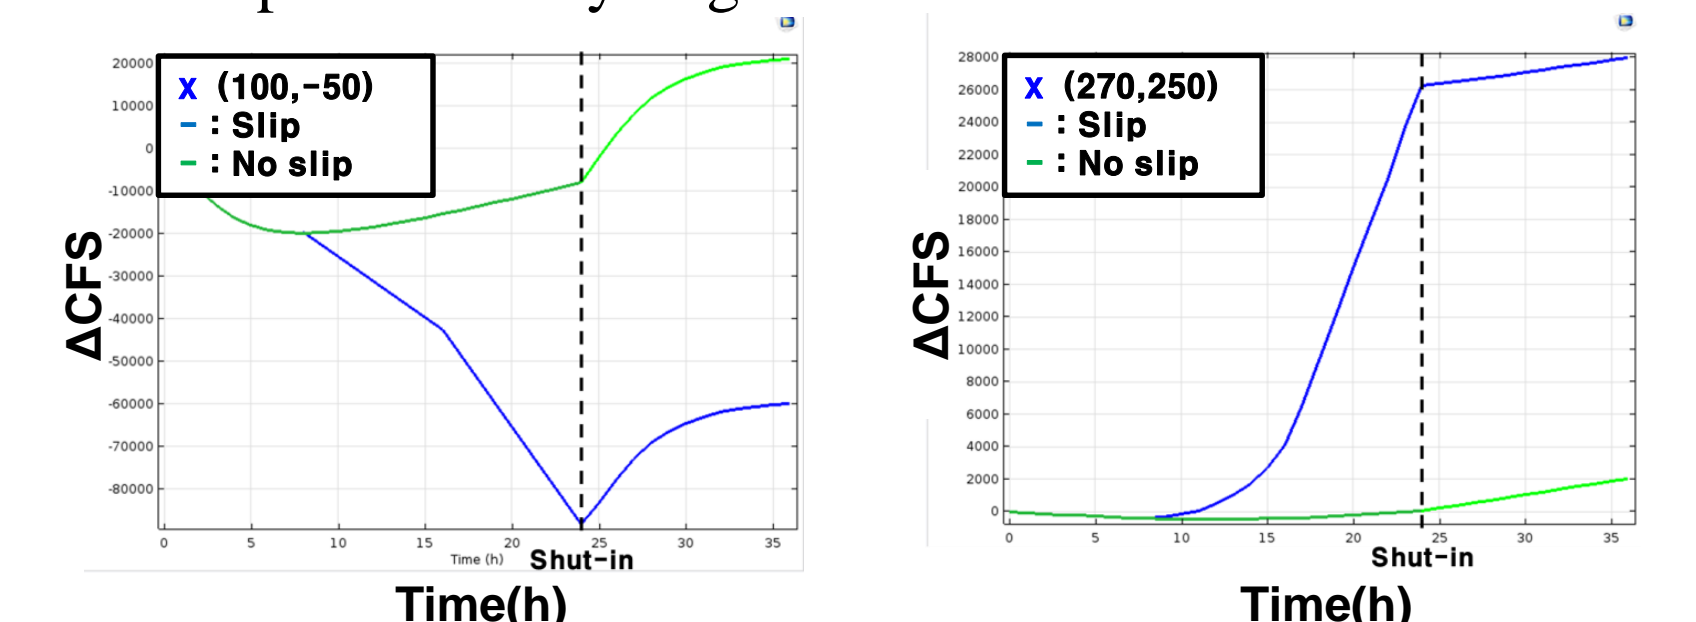 20000
10000
0
-10000
-20000
-30000
-40000
-50000
-60000
-70000
-80000
ΔCFS
x (100,-50)
- : Slip
- : No slip
0 5 10 15 20 25 30 35
Time (h)
Shut-in
Time(h)
28000
26000
24000
22000
20000
18000
16000
14000
12000
10000
8000
6000
4000
2000
0
ΔCFS
x (270,250)
- : Slip
- : No slip
0 5 10 15 20 25 30 35
Shut-in
Time(h)